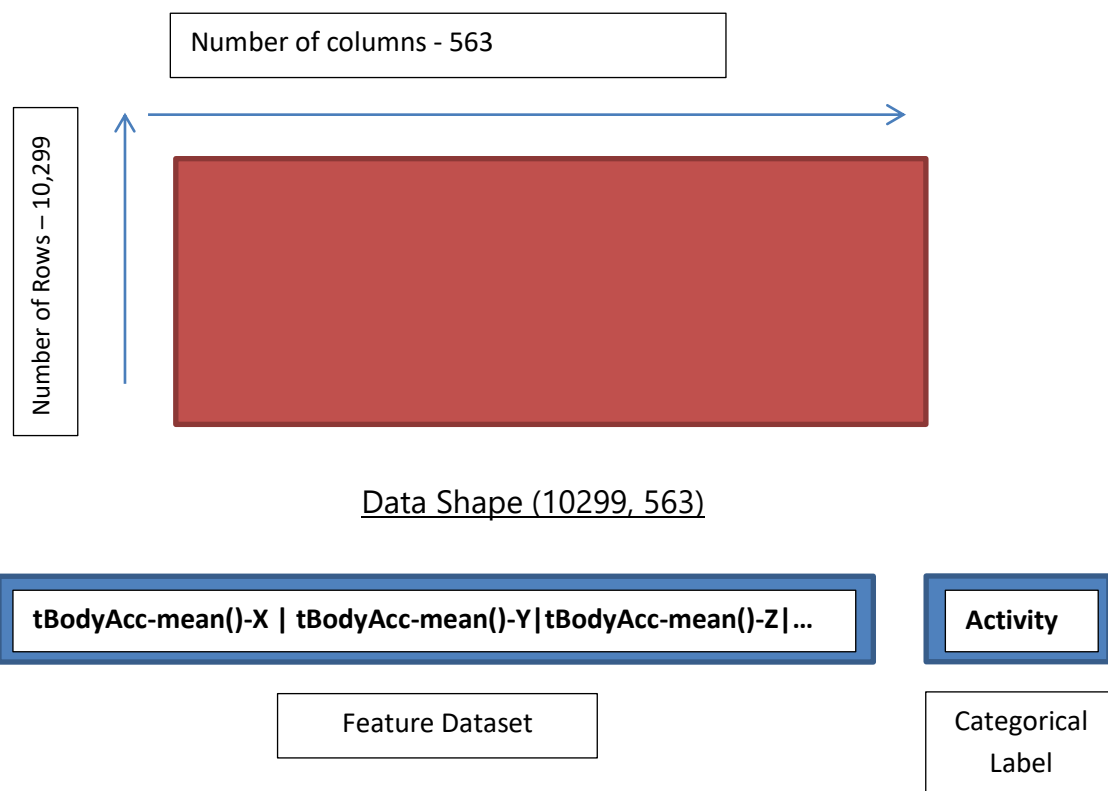 Number of columns - 563
Number of Rows – 10,299
Data Shape (10299, 563)
tBodyAcc-mean()-X | tBodyAcc-mean()-Y|tBodyAcc-mean()-Z|...
Activity
Feature Dataset
Categorical
Label